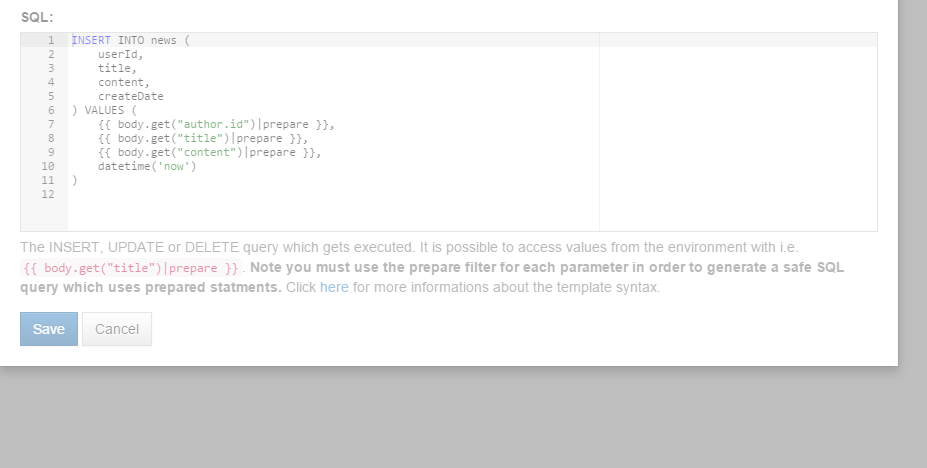 SQL:
1 INSERT INTO news (
2 userId,
3 title,
4 content,
5 createDate
6 ) VALUES (
7 {{ body.get("author.id")|prepare }},
8 {{ body.get("title")|prepare }},
9 {{ body.get("content")|prepare }},
10 datetime('now')
11 )
12
The INSERT, UPDATE or DELETE query which gets executed. It is possible to access values from the environment with i.e.
{{ body.get("title")|prepare }}. Note you must use the prepare filter for each parameter in order to generate a safe SQL
query which uses prepared statments. Click here for more informations about the template syntax.
Save Cancel